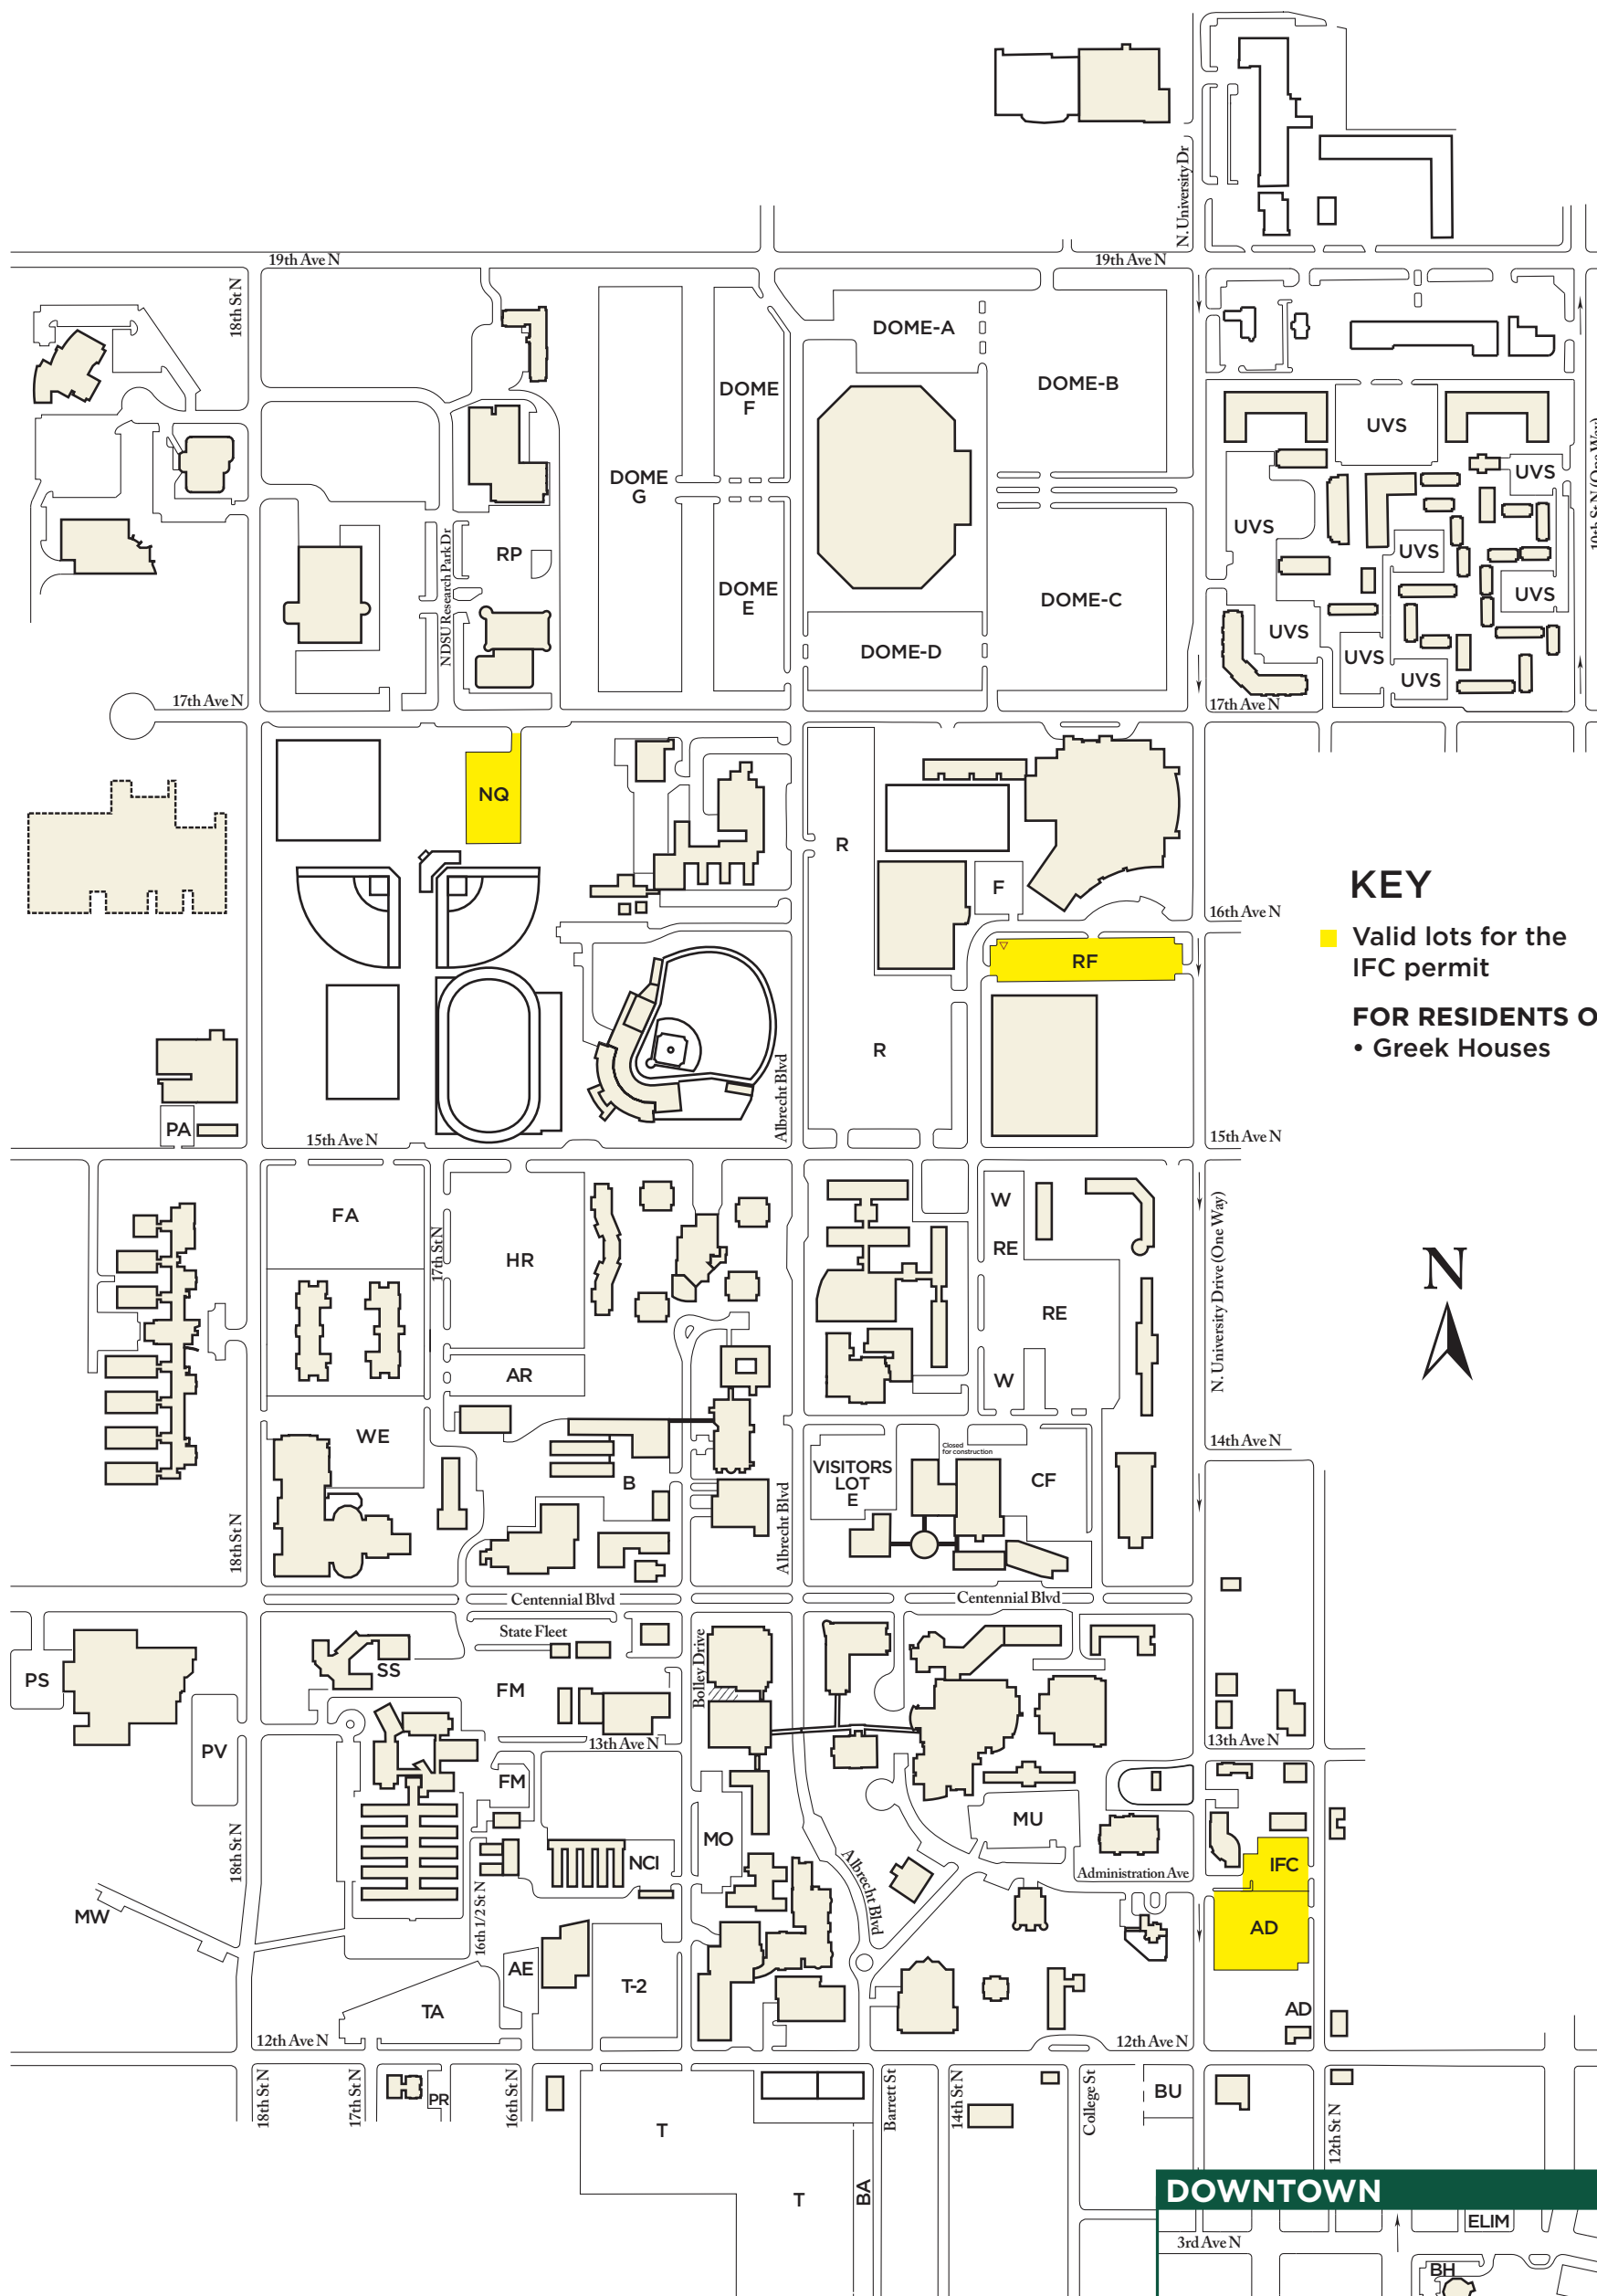 N. University Dr
19th Ave N
19th Ave N
18th St N
DOME-A
DOME-B
DOME
F
UVS
UVS
DOME
G
10th St N (One Way)
UVS
UVS
RP
NDSU Research Park Dr
DOME
E
DOME-C
UVS
UVS
DOME-D
UVS
UVS
17th Ave N
17th Ave N
NQ
R
F
KEY
16th Ave N
Valid lots for the
IFC permit
RF
FOR RESIDENTS O
• Greek Houses
R
Albrecht Blvd
PA
15th Ave N
15th Ave N
FA
W
RE
HR
17th St N
N. University Drive (One Way)
N
RE
AR
W
WE
14th Ave N
Closed
for construction
VISITORS
LOT
E
CF
B
18th St N
Albrecht Blvd
Centennial Blvd
Centennial Blvd
State Fleet
Bolley Drive
SS
PS
FM
13th Ave N
13th Ave N
PV
FM
MU
MO
18th St N
NCI
IFC
Administration Ave
Albrecht Blvd
MW
16th 1/2 St N
AD
AE
T-2
TA
AD
12th Ave N
12th Ave N
18th St N
17th St N
PR
16th St N
Barrett St
14th St N
College St
BU
12th St N
T
T
BA
DOWNTOWN
ELIM
3rd Ave N
BH